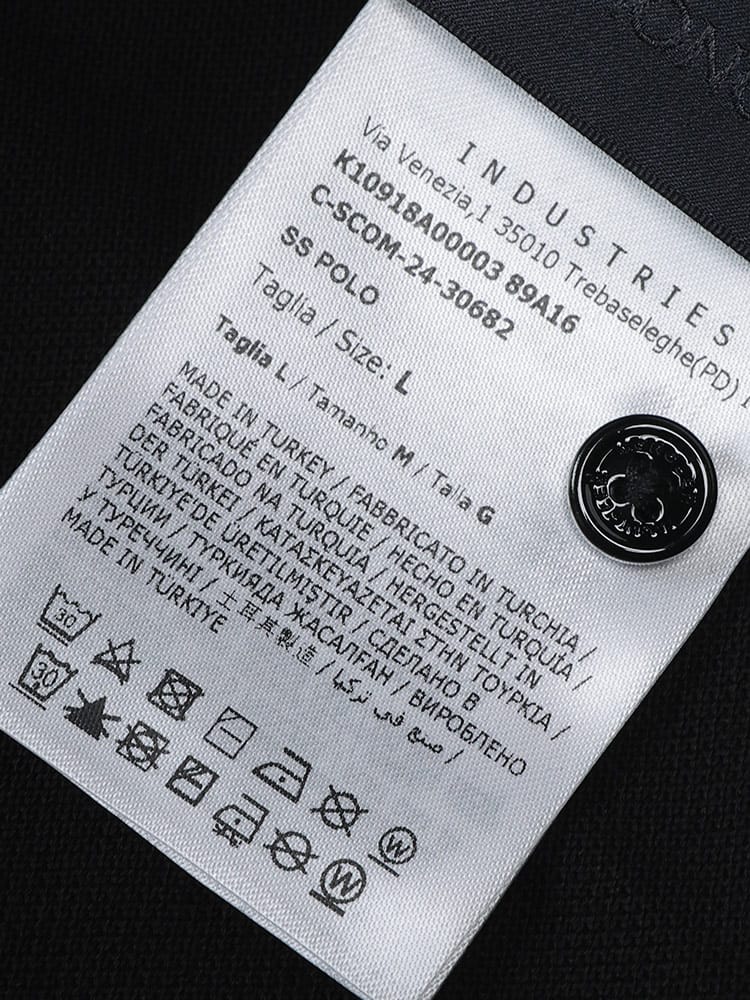 INDUSTRIES
Via Venezia,1 35010 Trebaseleghe(PD)
K10918A00003 89A16
C-SCOM-24-30682
SS POLO
Taglia / Size: L
Taglia L / Tamanho M / Talla G
MADE IN TURKEY / FABBRICATO IN TURCHIA /
FABRIQUÉ EN TURQUIE / HECHO EN TURQUÍA /
FABRICADO NA TURQUIA / HERGESTELLT IN
DER TÜRKEI / ΚΑΤΑΣΚΕΥΑΖΕΤΑΙ ΣΤΗΝ ΤΟΥΡΚΙΑ /
TÜRKIYE'DE ÜRETILMIŞTIR / СДЕЛАНО В
ТУРЦИИ / ТҮРКИЯДА ЖАСАЛҒАН / ВИРОБЛЕНО
У ТУРЕЧЧИНІ / 土耳其製造 / صنع في تركيا /
MADE IN TÜRKIYE
30
W
30
W